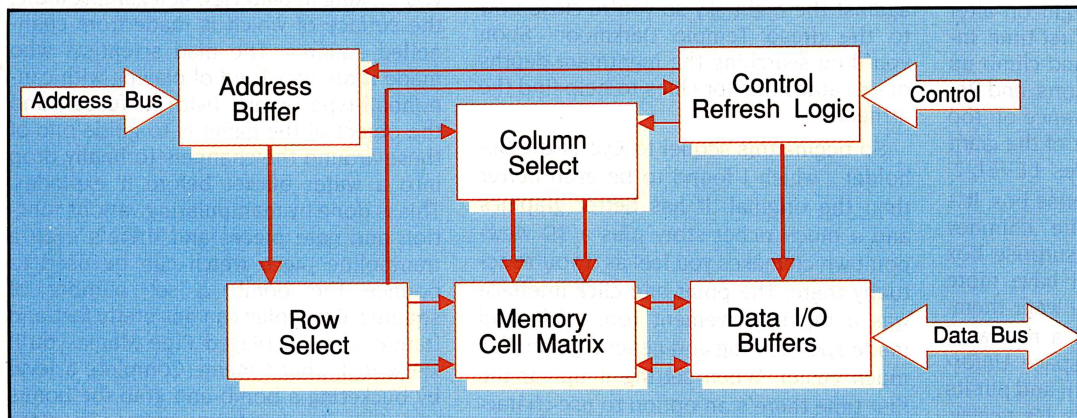 Address Bus
Address
Buffer
Column
Select
Control
Refresh Logic
Control
Row
Select
Memory
Cell Matrix
Data I/O
Buffers
Data Bus